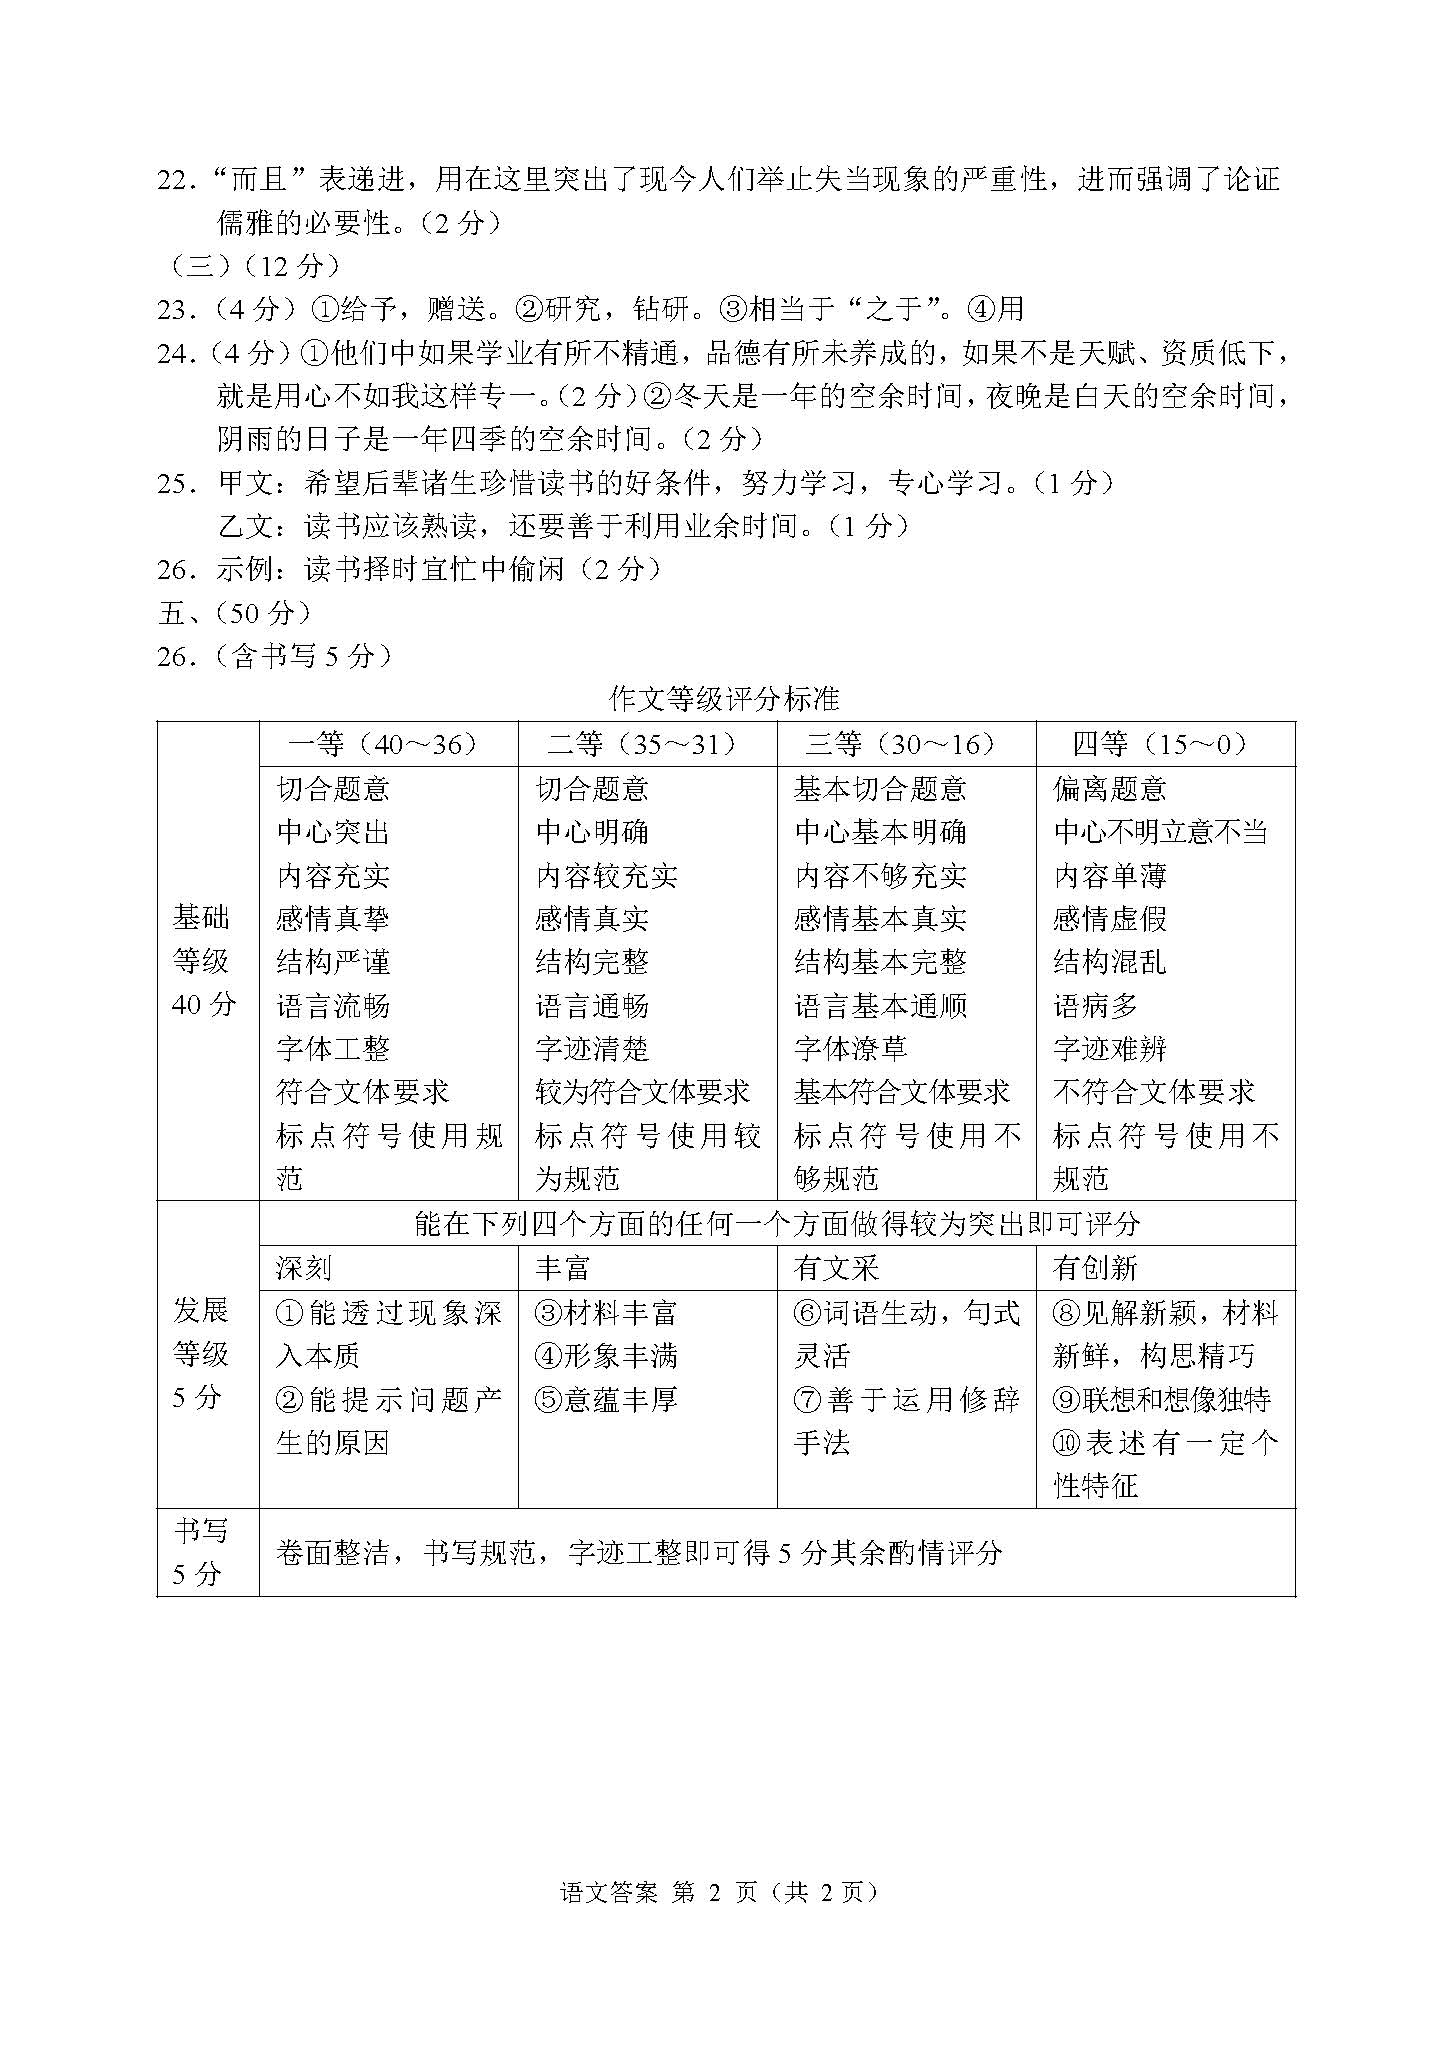 22．“而且”表递进，用在这里突出了现今人们举止失当现象的严重性，进而强调了论证
儒雅的必要性。（2 分）
（三）（12 分）
23．（4 分）①给予，赠送。②研究，钻研。③相当于“之于”。④用
24．（4 分）①他们中如果学业有所不精通，品德有所未养成的，如果不是天赋、资质低下，
就是用心不如我这样专一。（2 分）②冬天是一年的空余时间，夜晚是白天的空余时间，
阴雨的日子是一年四季的空余时间。（2 分）
25．甲文：希望后辈诸生珍惜读书的好条件，努力学习，专心学习。（1 分）
乙文：读书应该熟读，还要善于利用业余时间。（1 分）
26．示例：读书择时宜忙中偷闲（2 分）
五、（50 分）
26．（含书写 5 分）
作文等级评分标准
基础
等级
40 分
一等（40～36）
二等（35～31）
三等（30～16）
四等（15～0）
切合题意
中心突出
内容充实
感情真挚
结构严谨
语言流畅
字体工整
符合文体要求
标点符号使用规
范
切合题意
中心明确
内容较充实
感情真实
结构完整
语言通畅
字迹清楚
较为符合文体要求
标点符号使用较
为规范
基本切合题意
中心基本明确
内容不够充实
感情基本真实
结构基本完整
语言基本通顺
字体潦草
基本符合文体要求
标点符号使用不
够规范
偏离题意
中心不明立意不当
内容单薄
感情虚假
结构混乱
语病多
字迹难辨
不符合文体要求
标点符号使用不
规范
发展
等级
5 分
能在下列四个方面的任何一个方面做得较为突出即可评分
深刻
丰富
有文采
有创新
①能透过现象深
入本质
②能提示问题产
生的原因
③材料丰富
④形象丰满
⑤意蕴丰厚
⑥词语生动，句式
灵活
⑦善于运用修辞
手法
⑧见解新颖，材料
新鲜，构思精巧
⑨联想和想像独特
⑩表述有一定个
性特征
书写
5 分
卷面整洁，书写规范，字迹工整即可得 5 分其余酌情评分
语文答案 第 2 页（共 2 页）